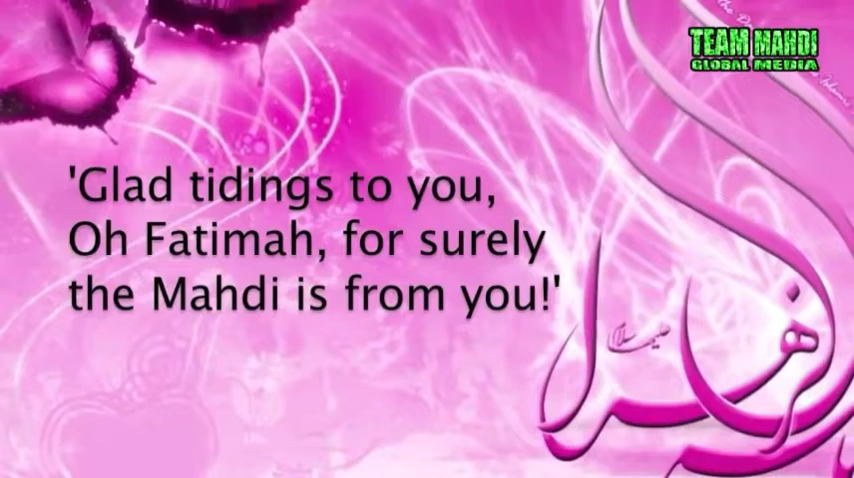 TEAM MAHDI
GLOBAL MEDIA
'Glad tidings to you,
Oh Fatimah, for surely
the Mahdi is from you!'